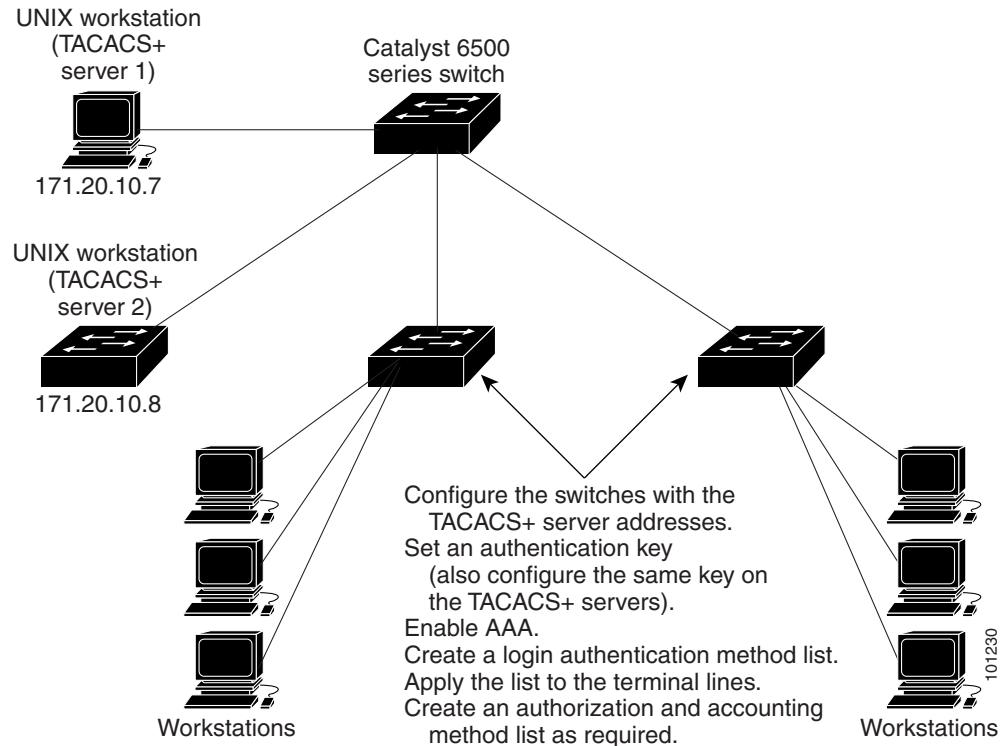 UNIX workstation
(TACACS+
server 1)
Catalyst 6500
series switch
171.20.10.7
UNIX workstation
(TACACS+
server 2)
171.20.10.8
Configure the switches with the
TACACS+ server addresses.
Set an authentication key
(also configure the same key on
the TACACS+ servers).
Enable AAA.
Create a login authentication method list.
Apply the list to the terminal lines.
Create an authorization and accounting
method list as required.
Workstations
Workstations
101230